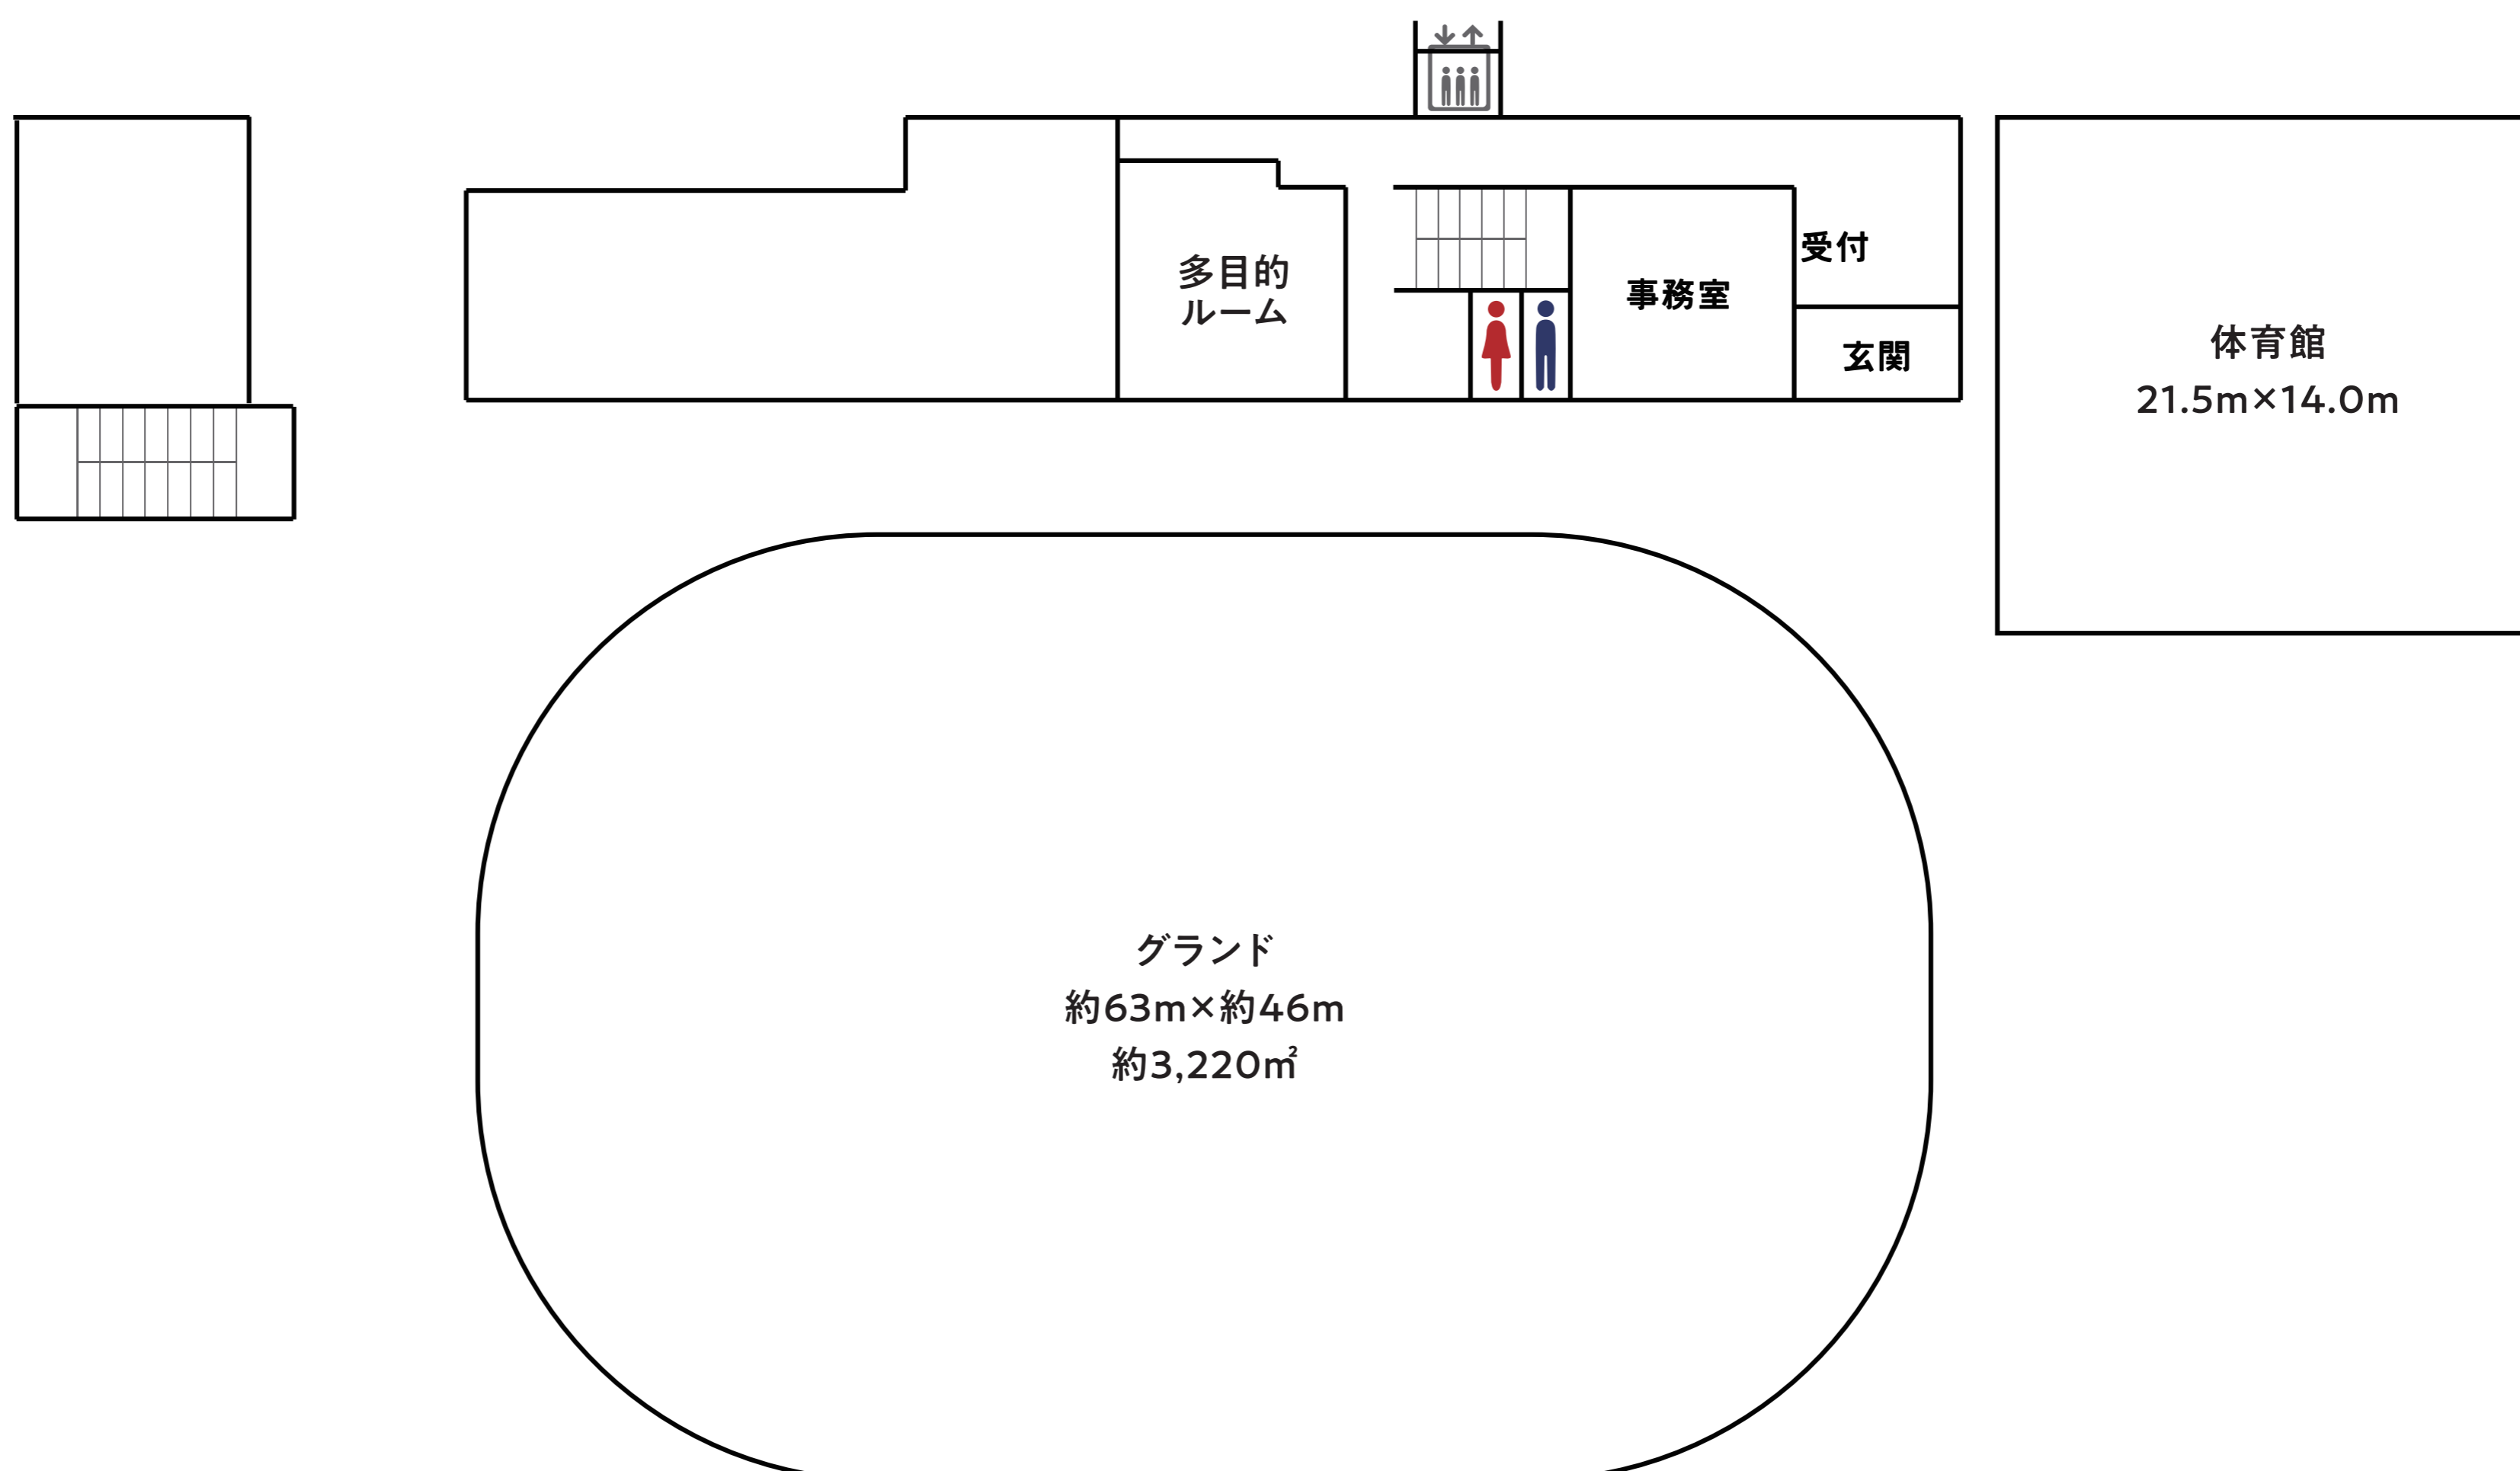 多目的
ルーム
事務室
受付
玄関
体育館
21.5m×14.0m
グランド
約63m×約46m
約3,220㎡